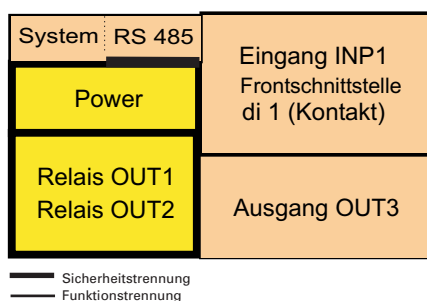 System RS 485
Power
Relais OUT1
Relais OUT2
Eingang INP1
Frontschnittstelle
di 1 (Kontakt)
Ausgang OUT3
Sicherheitstrennung
Funktionstrennung